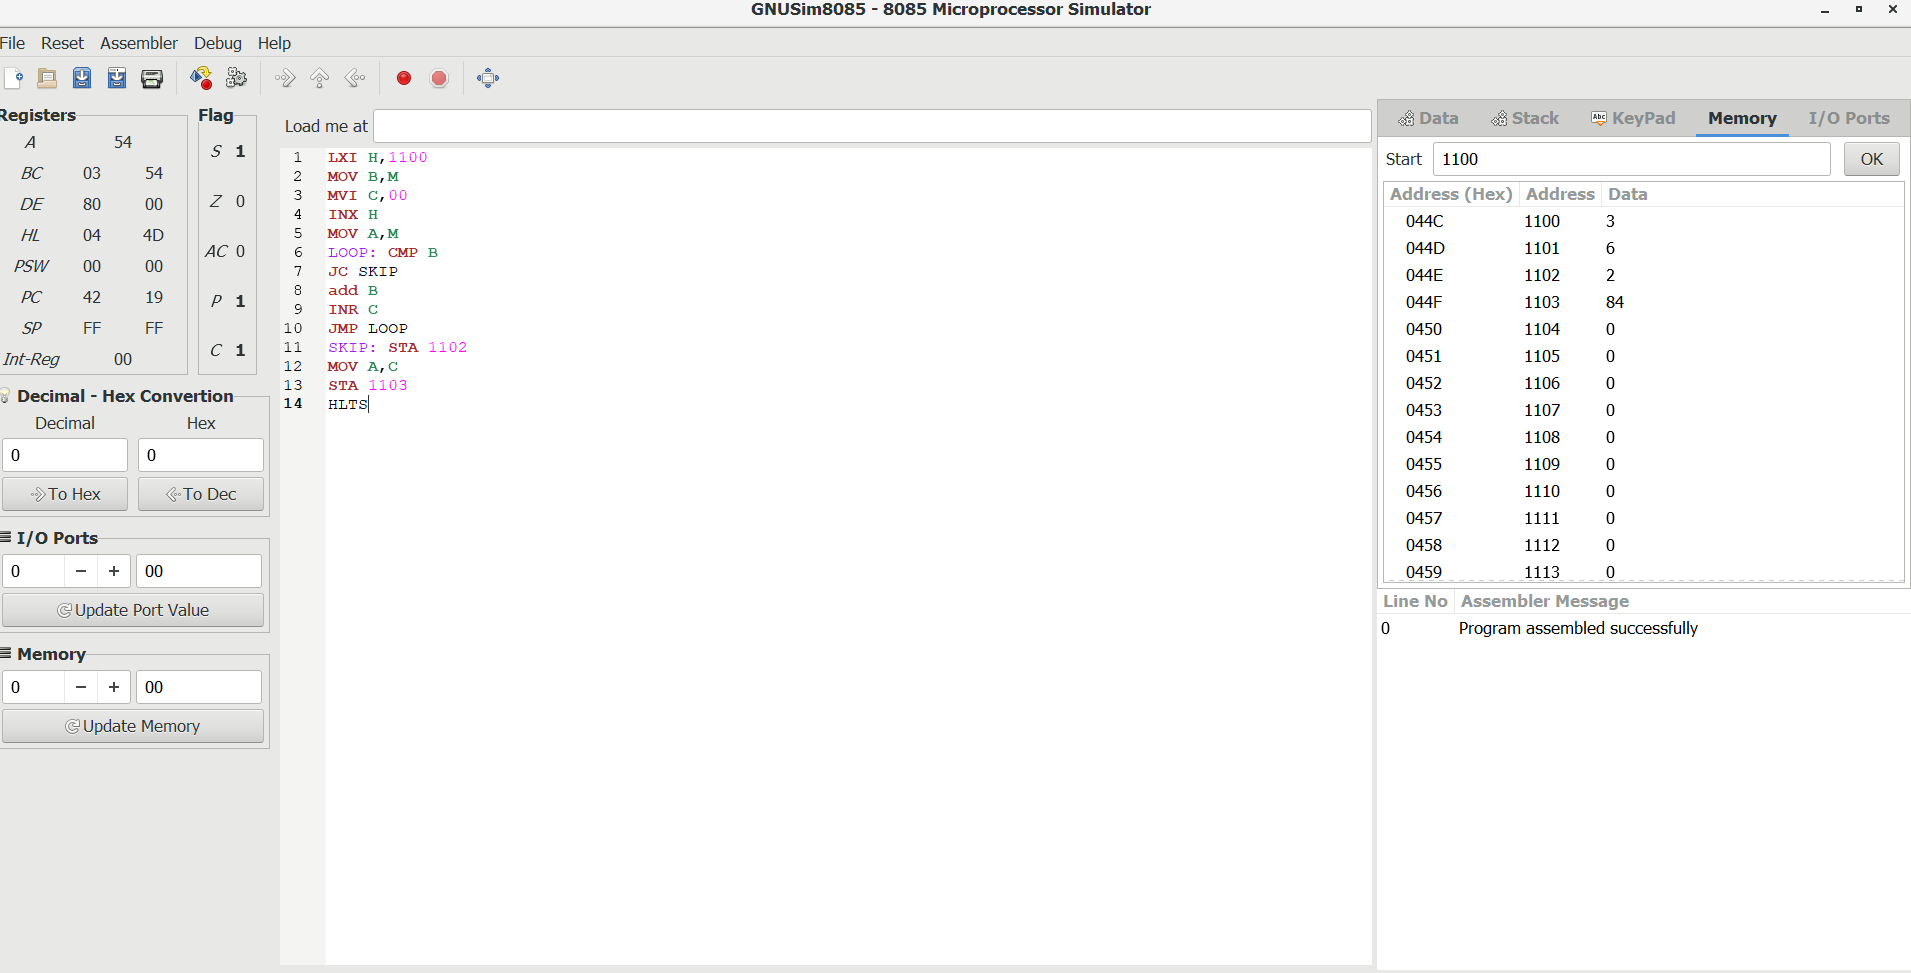 GNUSim8085 - 8085 Microprocessor Simulator
File Reset Assembler Debug Help
Registers
A 54
BC 03 54
DE 80 00
HL 04 4D
PSW 00 00
PC 42 19
SP FF FF
Int-Reg 00
Flag
S 1
Z 0
AC 0
P 1
C 1
Decimal - Hex Convertion
Decimal Hex
0 0
To Hex To Dec
I/O Ports
0 − + 00
Update Port Value
Memory
0 − + 00
Update Memory
Load me at
1 LXI H,1100
2 MOV B,M
3 MVI C,00
4 INX H
5 MOV A,M
6 LOOP: CMP B
7 JC SKIP
8 add B
9 INR C
10 JMP LOOP
11 SKIP: STA 1102
12 MOV A,C
13 STA 1103
14 HLTS
Data Stack Abc KeyPad Memory I/O Ports
Start 1100 OK
Address (Hex) Address Data
044C 1100 3
044D 1101 6
044E 1102 2
044F 1103 84
0450 1104 0
0451 1105 0
0452 1106 0
0453 1107 0
0454 1108 0
0455 1109 0
0456 1110 0
0457 1111 0
0458 1112 0
0459 1113 0
Line No Assembler Message
0 Program assembled successfully